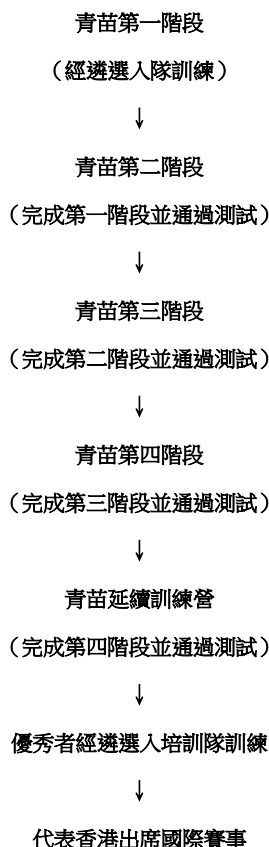 青苗第一階段
（經遴選入隊訓練）
↓
青苗第二階段
（完成第一階段並通過測試）
↓
青苗第三階段
（完成第二階段並通過測試）
↓
青苗第四階段
（完成第三階段並通過測試）
↓
青苗延續訓練營
（完成第四階段並通過測試）
↓
優秀者經遴選入培訓隊訓練
↓
代表香港出席國際賽事